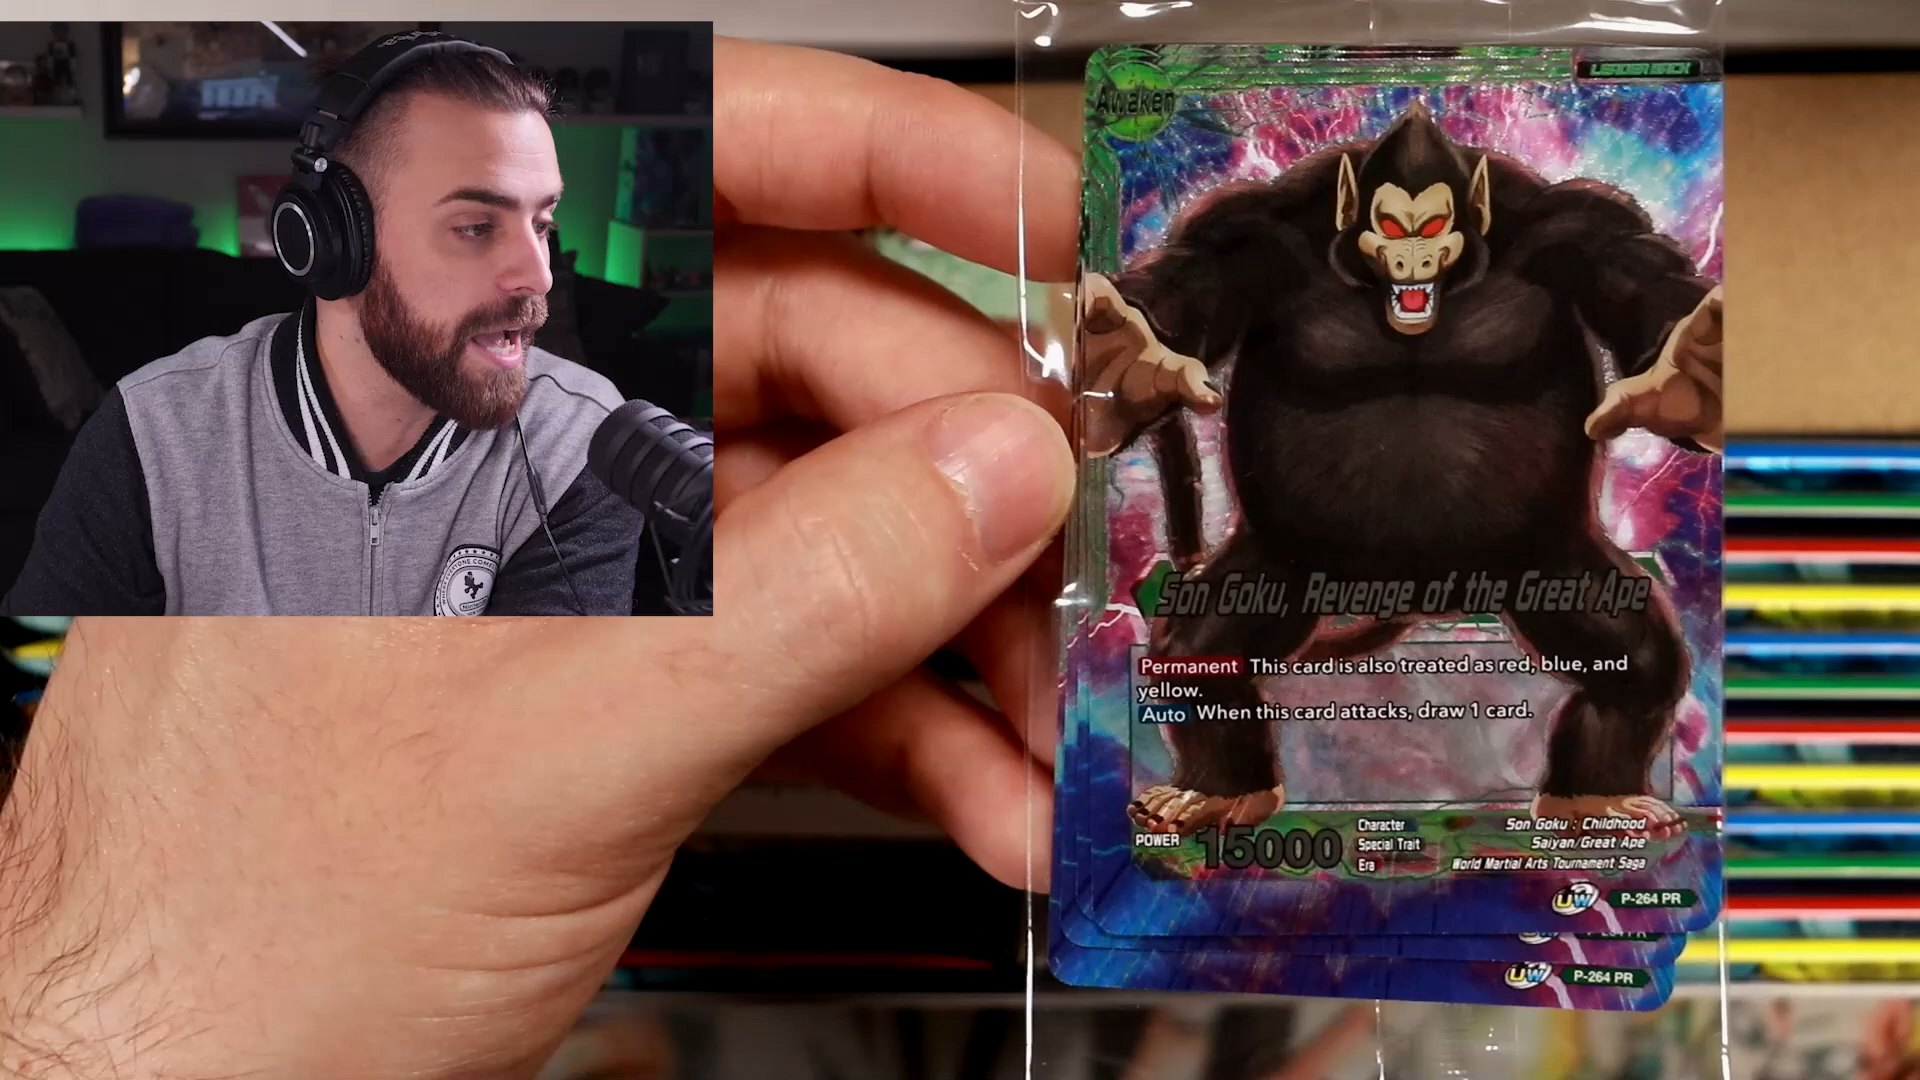 Awaken
LEADER BACK
Son Goku, Revenge of the Great Ape
Permanent This card is also treated as red, blue, and
yellow.
Auto When this card attacks, draw 1 card.
POWER 15000
Character Son Goku : Childhood
Special Trait Saiyan/Great Ape
Era World Martial Arts Tournament Saga
UW P-264 PR
UW P-264 PR